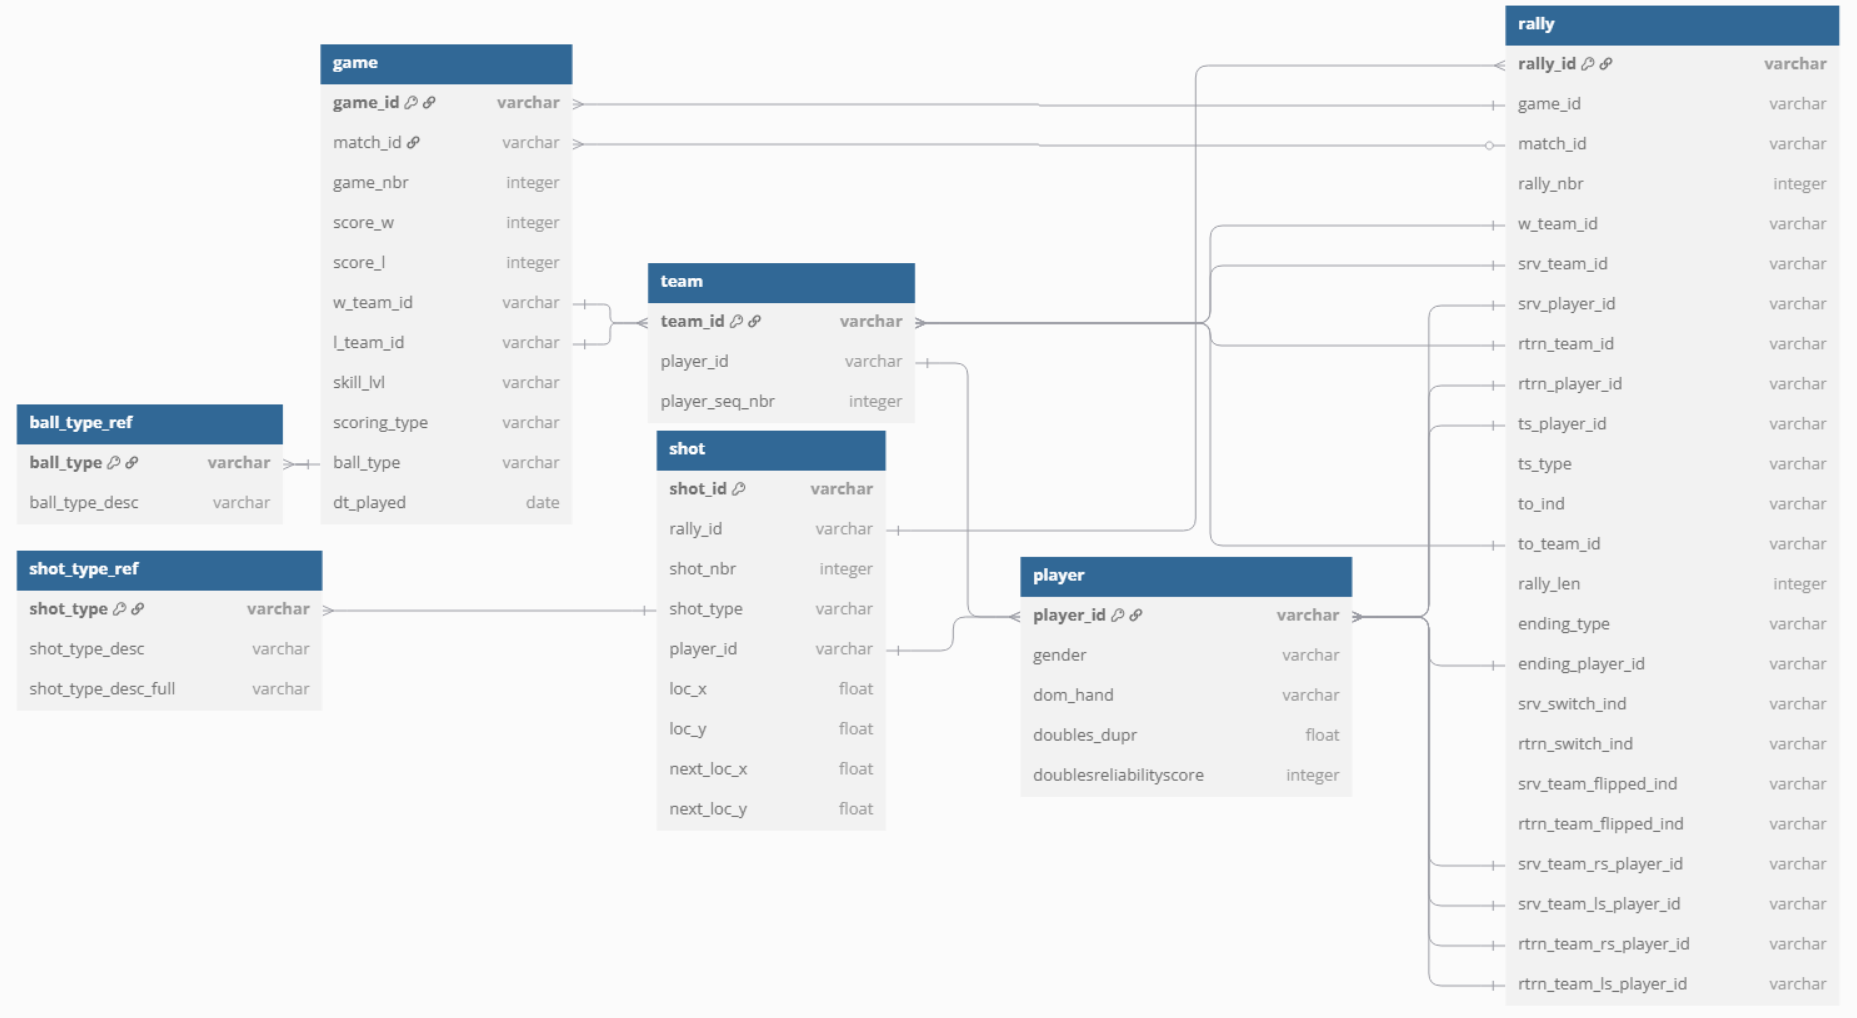 game
game_id varchar
match_id varchar
game_nbr integer
score_w integer
score_l integer
w_team_id varchar
l_team_id varchar
skill_lvl varchar
scoring_type varchar
ball_type varchar
dt_played date
ball_type_ref
ball_type varchar
ball_type_desc varchar
shot_type_ref
shot_type varchar
shot_type_desc varchar
shot_type_desc_full varchar
team
team_id varchar
player_id varchar
player_seq_nbr integer
shot
shot_id varchar
rally_id varchar
shot_nbr integer
shot_type varchar
player_id varchar
loc_x float
loc_y float
next_loc_x float
next_loc_y float
player
player_id varchar
gender varchar
dom_hand varchar
doubles_dupr float
doublesreliabilityscore integer
rally
rally_id varchar
game_id varchar
match_id varchar
rally_nbr integer
w_team_id varchar
srv_team_id varchar
srv_player_id varchar
rtrn_team_id varchar
rtrn_player_id varchar
ts_player_id varchar
ts_type varchar
to_ind varchar
to_team_id varchar
rally_len integer
ending_type varchar
ending_player_id varchar
srv_switch_ind varchar
rtrn_switch_ind varchar
srv_team_flipped_ind varchar
rtrn_team_flipped_ind varchar
srv_team_rs_player_id varchar
srv_team_ls_player_id varchar
rtrn_team_rs_player_id varchar
rtrn_team_ls_player_id varchar